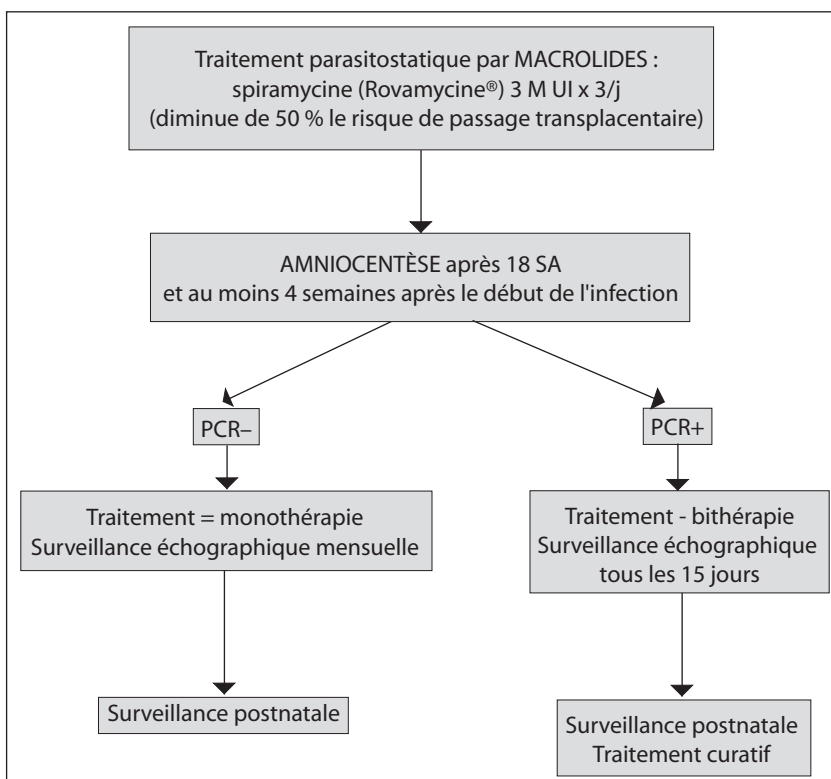 Traitement parasitostatique par MACROLIDES :
spiramycine (Rovamycine®) 3 M UI x 3/j
(diminue de 50 % le risque de passage transplacentaire)
AMNIOCENTÈSE après 18 SA
et au moins 4 semaines après le début de l'infection
PCR–
PCR+
Traitement = monothérapie
Surveillance échographique mensuelle
Traitement - bithérapie
Surveillance échographique
tous les 15 jours
Surveillance postnatale
Surveillance postnatale
Traitement curatif